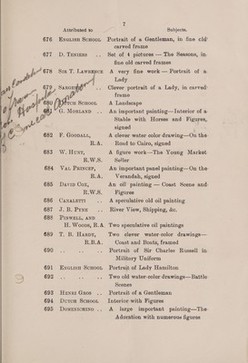 7
Attributed to Subjects.
676 ENGLISH SCHOOL Portrait of a Gentleman, in fine old
carved frame
677 D. TENIERS .. Set of 4 pictures — The Seasons, in
fine old carved frames
678 SIR T. LAWRENCE A very fine work — Portrait of a
Lady
679 Clever portrait of a Lady, in carved
frame
680 DUTCH SCHOOL A Landscape
681 G. MORLAND .. An important painting—Interior of a
Stable with Horses and Figures,
signed
682 F. GOODALL, A clever water color drawing—On the
R.A. Road to Cairo, signed
683 W. HUNT, A figure work—The Young Market
R.W.S. Seller
684 VAL PRINCEP, An important panel painting—On the
R.A. Verandah, signed
685 DAVID COX, An oil painting — Coast Scene and
R.W.S. Figures
686 CANALETTI .. A speculative old painting
687 J. B. PYNE .. River View, Shipping, &c.
688 PINWELL, AND
H. WOODS, R.A Two speculative oil paintings
689 T. B. HARDY, Two clever water-color drawings—
R.B.A. Coast and Boats, framed
690 .. .. Portrait of Sir Charles Russell in
Military Uniform
691 ENGLISH SCHOOL Portrait of Lady Hamilton
692 .. .. Two old water-color drawings—Battle
Scenes
693 HENRI GROS .. Portrait of a Gentleman
694 DUTCH SCHOOL Interior with Figures
695 DOMENICHINO .. A large important painting—The
Adoration with numerous figures